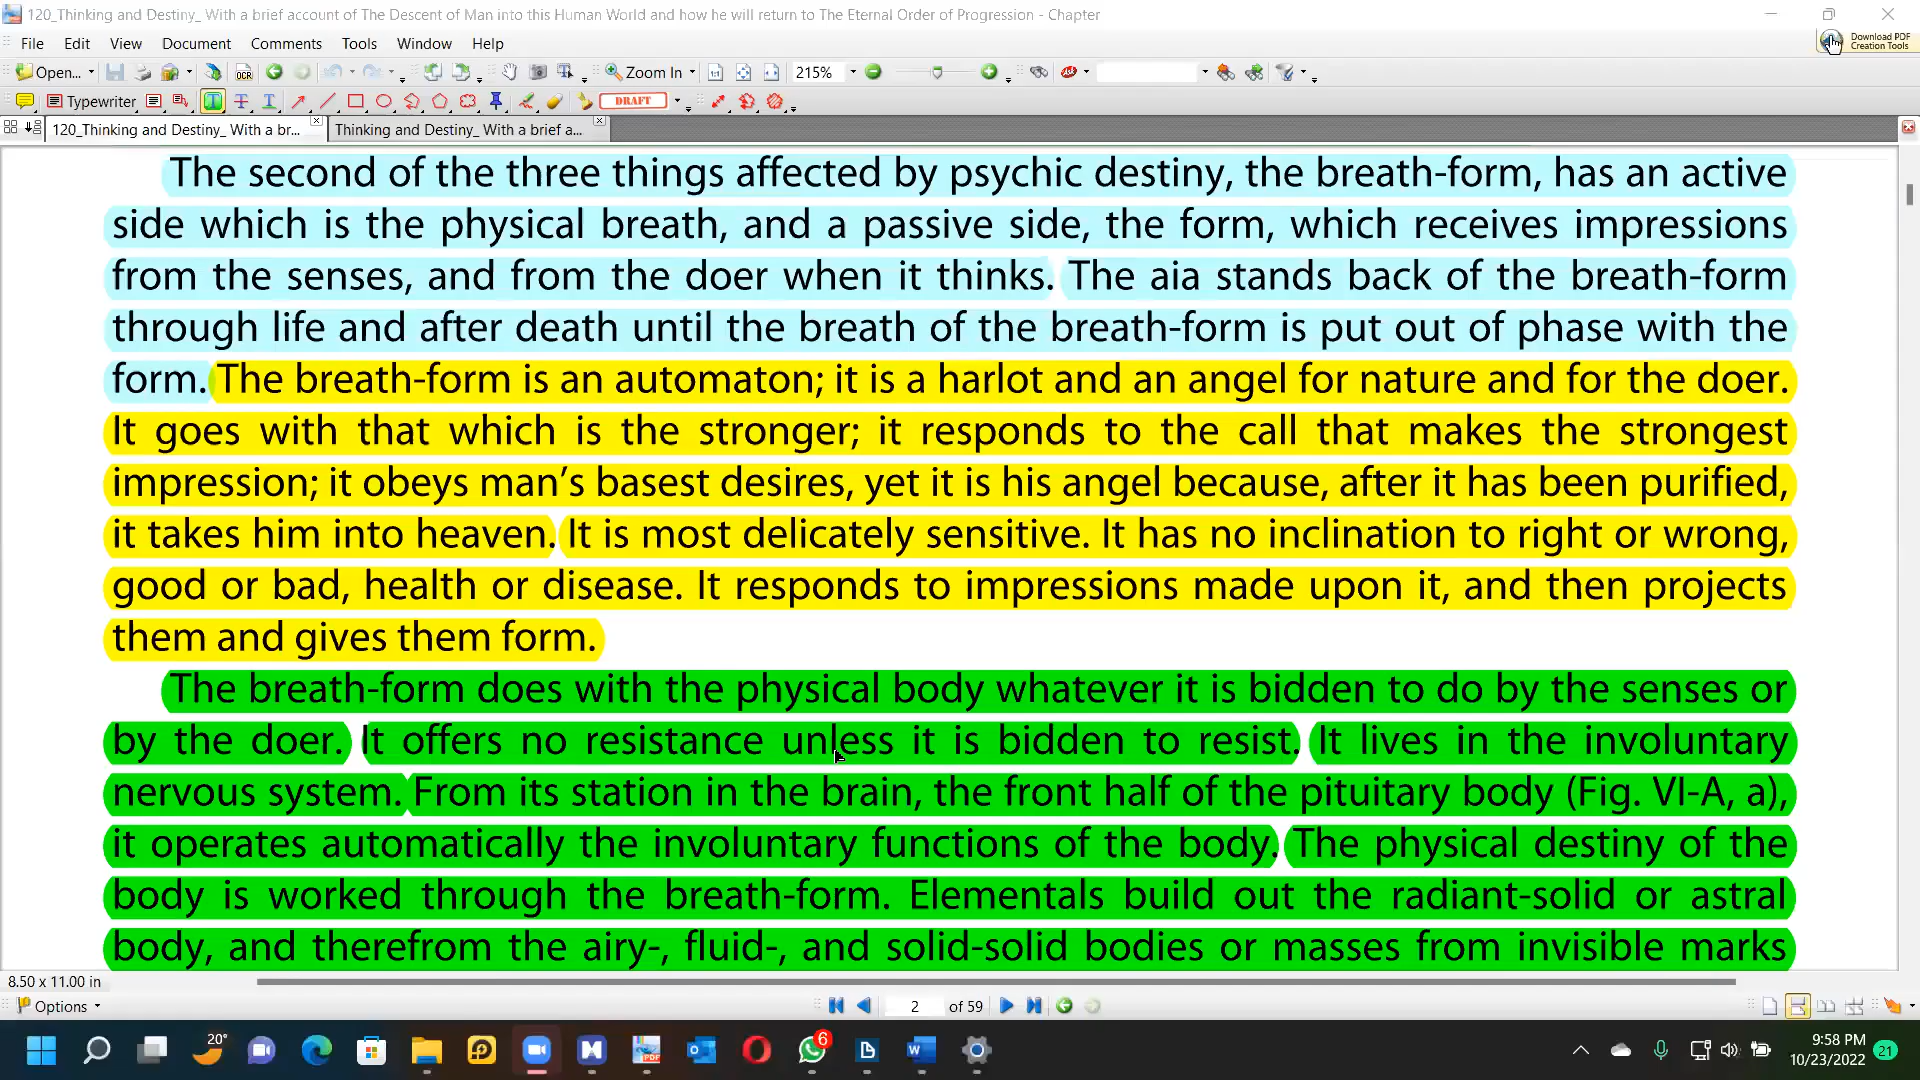 120_Thinking and Destiny_ With a brief account of The Descent of Man into this Human World and how he will return to The Eternal Order of Progression - Chapter
File Edit View Document Comments Tools Window Help
Download PDF
Creation Tools
Open... OCR Zoom In 215%
Typewriter DRAFT
120_Thinking and Destiny_ With a br... Thinking and Destiny_ With a brief a...
The second of the three things affected by psychic destiny, the breath-form, has an active
side which is the physical breath, and a passive side, the form, which receives impressions
from the senses, and from the doer when it thinks. The aia stands back of the breath-form
through life and after death until the breath of the breath-form is put out of phase with the
form. The breath-form is an automaton; it is a harlot and an angel for nature and for the doer.
It goes with that which is the stronger; it responds to the call that makes the strongest
impression; it obeys man’s basest desires, yet it is his angel because, after it has been purified,
it takes him into heaven. It is most delicately sensitive. It has no inclination to right or wrong,
good or bad, health or disease. It responds to impressions made upon it, and then projects
them and gives them form.
The breath-form does with the physical body whatever it is bidden to do by the senses or
by the doer. It offers no resistance unless it is bidden to resist. It lives in the involuntary
nervous system. From its station in the brain, the front half of the pituitary body (Fig. VI-A, a),
it operates automatically the involuntary functions of the body. The physical destiny of the
body is worked through the breath-form. Elementals build out the radiant-solid or astral
body, and therefrom the airy-, fluid-, and solid-solid bodies or masses from invisible marks
8.50 x 11.00 in
Options 2 of 59
20° 6 9:58 PM
10/23/2022 21